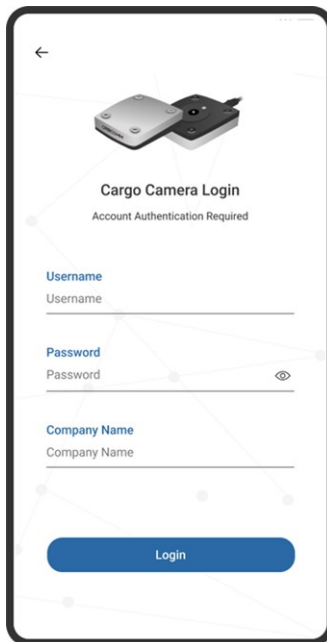 Cargo Camera Login
Account Authentication Required
Username
Username
Password
Password
Company Name
Company Name
Login